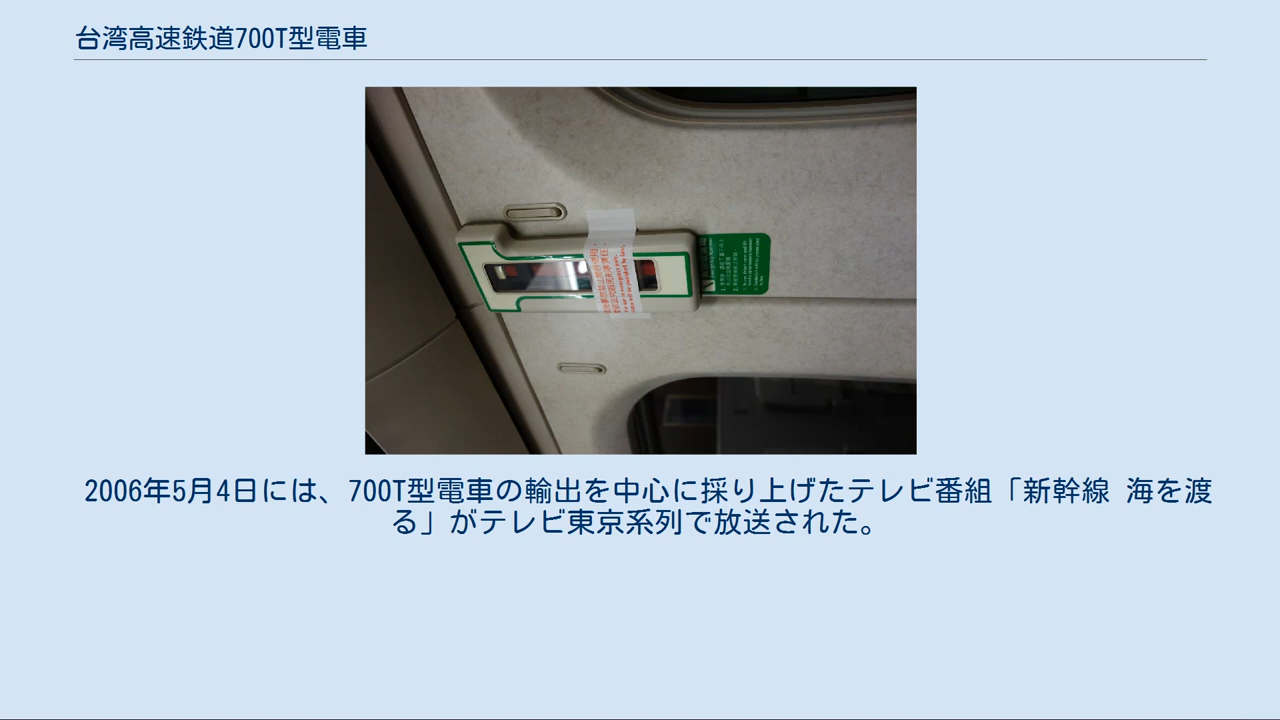 台湾高速鉄道700T型電車
2006年5月4日には、700T型電車の輸出を中心に採り上げたテレビ番組「新幹線 海を渡
る」がテレビ東京系列で放送された。